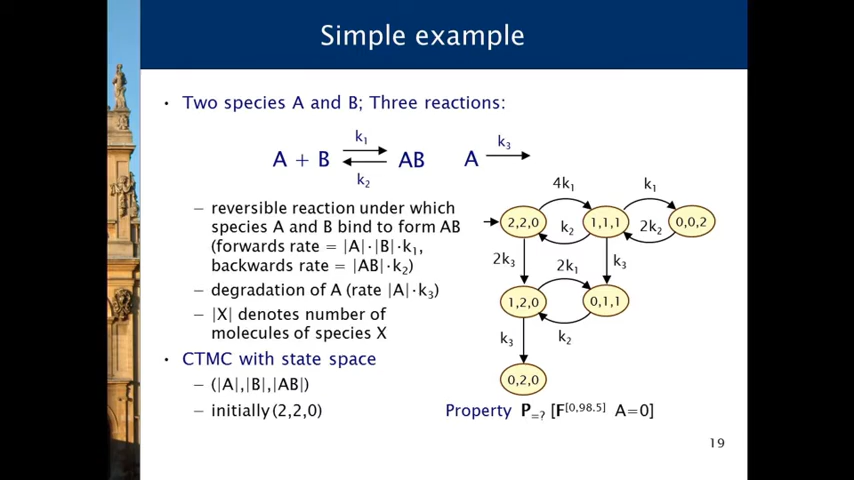 Simple example
• Two species A and B; Three reactions:
A + B k₁ k₂ AB A k₃
− reversible reaction under which
species A and B bind to form AB
(forwards rate = |A|·|B|·k₁,
backwards rate = |AB|·k₂)
− degradation of A (rate |A|·k₃)
− |X| denotes number of
molecules of species X
• CTMC with state space
− (|A|,|B|,|AB|)
− initially (2,2,0)
4k₁ k₁
2,2,0 k₂ 1,1,1 2k₂ 0,0,2
2k₃ 2k₁ k₃
1,2,0 0,1,1
k₃ k₂
0,2,0
Property P=? [F[0,98.5] A=0]
19